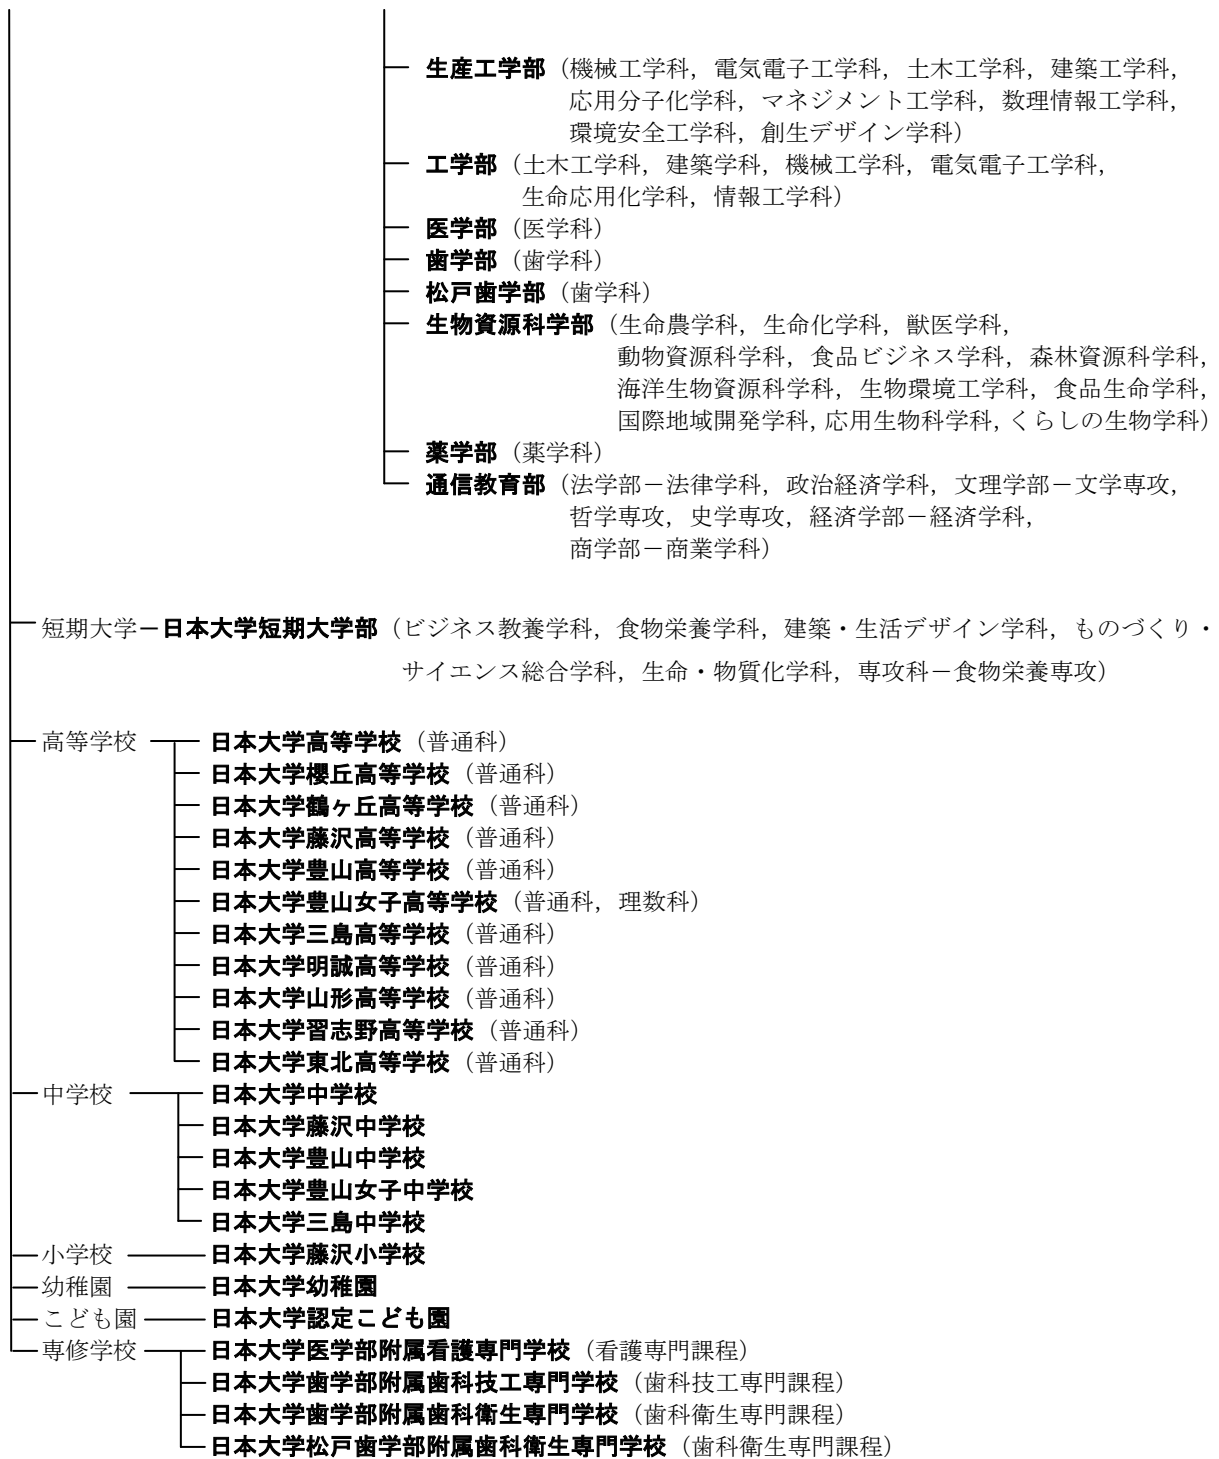 生産工学部（機械工学科，電気電子工学科，土木工学科，建築工学科，
応用分子化学科，マネジメント工学科，数理情報工学科，
環境安全工学科，創生デザイン学科）
工学部（土木工学科，建築学科，機械工学科，電気電子工学科，
生命応用化学科，情報工学科）
医学部（医学科）
歯学部（歯学科）
松戸歯学部（歯学科）
生物資源科学部（生命農学科，生命化学科，獣医学科，
動物資源科学科，食品ビジネス学科，森林資源科学科，
海洋生物資源科学科，生物環境工学科，食品生命学科，
国際地域開発学科，応用生物科学科，くらしの生物学科）
薬学部（薬学科）
通信教育部（法学部－法律学科，政治経済学科，文理学部－文学専攻，
哲学専攻，史学専攻，経済学部－経済学科，
商学部－商業学科）
短期大学－日本大学短期大学部（ビジネス教養学科，食物栄養学科，建築・生活デザイン学科，ものづくり・
サイエンス総合学科，生命・物質化学科，専攻科－食物栄養専攻）
高等学校 日本大学高等学校（普通科）
日本大学櫻丘高等学校（普通科）
日本大学鶴ヶ丘高等学校（普通科）
日本大学藤沢高等学校（普通科）
日本大学豊山高等学校（普通科）
日本大学豊山女子高等学校（普通科，理数科）
日本大学三島高等学校（普通科）
日本大学明誠高等学校（普通科）
日本大学山形高等学校（普通科）
日本大学習志野高等学校（普通科）
日本大学東北高等学校（普通科）
中学校 日本大学中学校
日本大学藤沢中学校
日本大学豊山中学校
日本大学豊山女子中学校
日本大学三島中学校
小学校 日本大学藤沢小学校
幼稚園 日本大学幼稚園
こども園 日本大学認定こども園
専修学校 日本大学医学部附属看護専門学校（看護専門課程）
日本大学歯学部附属歯科技工専門学校（歯科技工専門課程）
日本大学歯学部附属歯科衛生専門学校（歯科衛生専門課程）
日本大学松戸歯学部附属歯科衛生専門学校（歯科衛生専門課程）